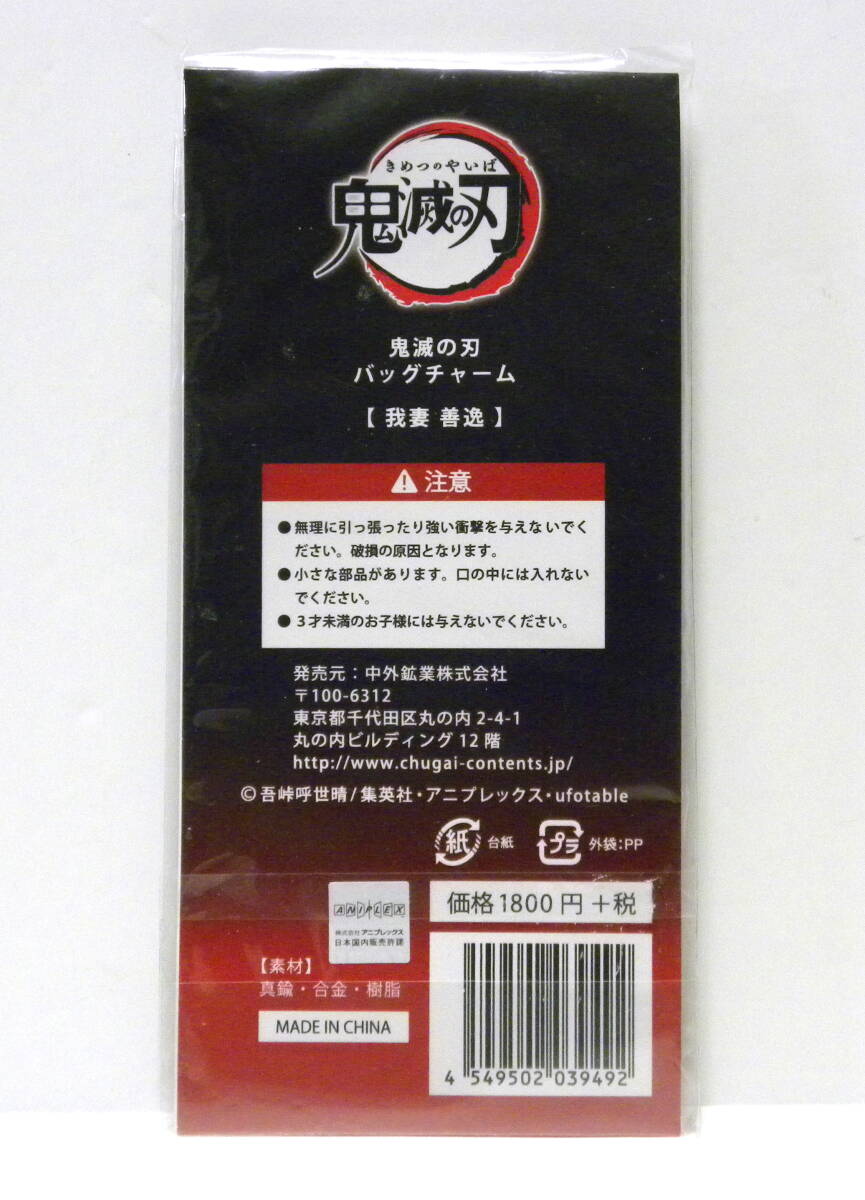 きめつのやいば
鬼滅の刃
鬼滅の刃
バッグチャーム
【 我妻 善逸 】
注意
●無理に引っ張ったり強い衝撃を与えないでく
ださい。破損の原因となります。
●小さな部品があります。口の中には入れない
でください。
●３才未満のお子様には与えないでください。
発売元：中外鉱業株式会社
〒100-6312
東京都千代田区丸の内 2-4-1
丸の内ビルディング 12 階
http://www.chugai-contents.jp/
©吾峠呼世晴/集英社・アニプレックス・ufotable
紙 台紙 プラ 外袋:PP
ANIPLEX
株式会社 アニプレックス
日本国内販売許諾
価格 1800 円 +税
【素材】
真鍮・合金・樹脂
MADE IN CHINA
4 549502 039492